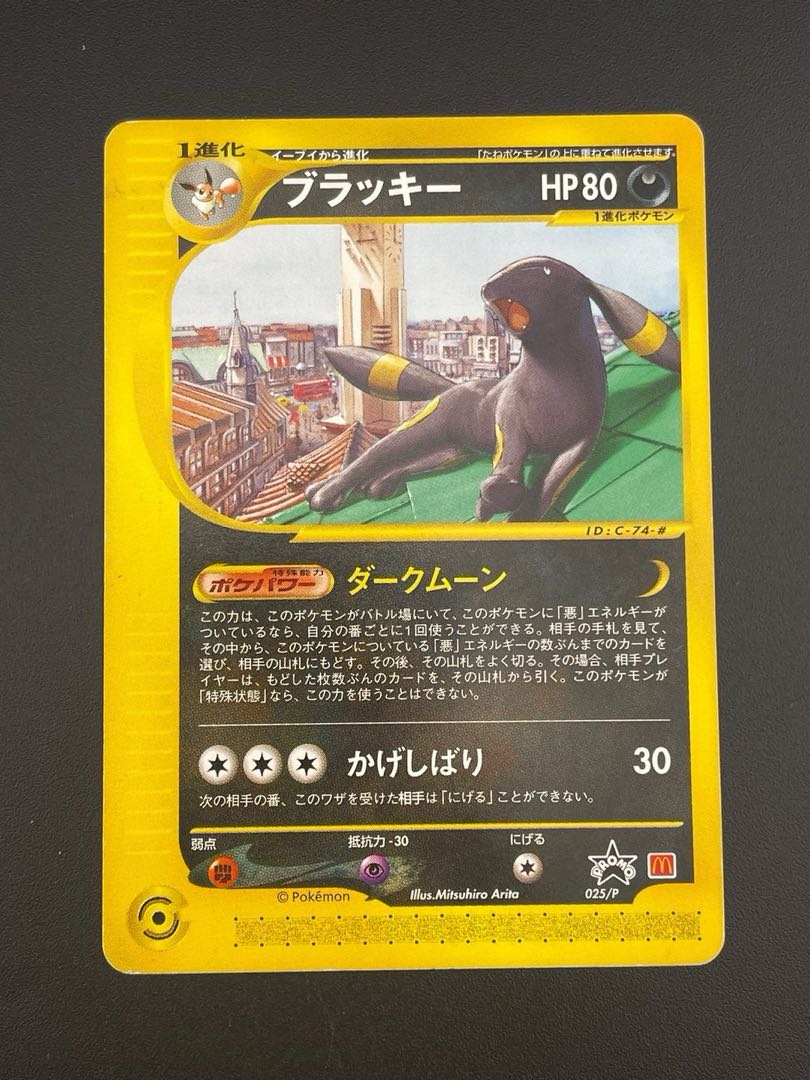 1進化
イーブイから進化
「たねポケモン」の上に重ねて進化させます。
ブラッキー
HP80
1進化ポケモン
ID:C-74-#
特殊能力
ポケパワー
ダークムーン
この力は、このポケモンがバトル場にいて、このポケモンに「悪」エネルギーが
ついているなら、自分の番ごとに1回使うことができる。相手の手札を見て、
その中から、このポケモンについている「悪」エネルギーの数ぶんまでのカードを
選び、相手の山札にもどす。その後、その山札をよく切る。その場合、相手プレ
イヤーは、もどした枚数ぶんのカードを、その山札から引く。このポケモンが
「特殊状態」なら、この力を使うことはできない。
かげしばり
30
次の相手の番、このワザを受けた相手は「にげる」ことができない。
弱点
抵抗力-30
にげる
PROMO
025/P
© Pokémon
Illus.Mitsuhiro Arita